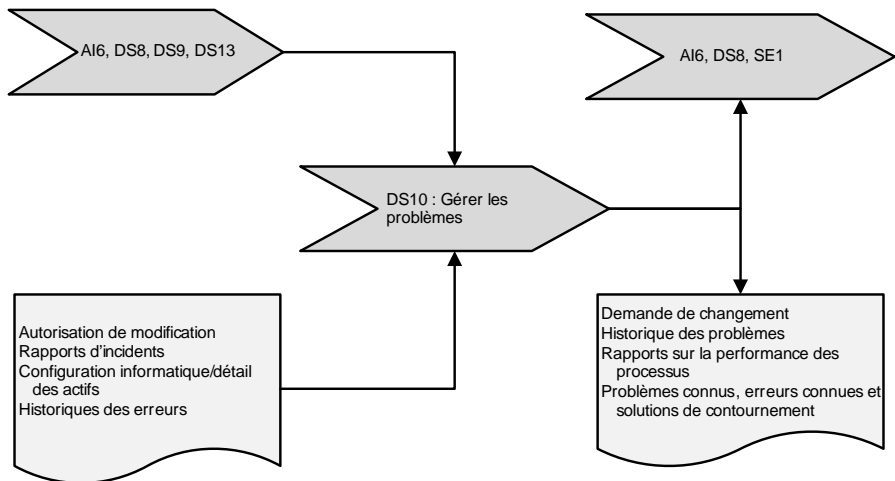 AI6, DS8, DS9, DS13
AI6, DS8, SE1
DS10 : Gérer les
problèmes
Autorisation de modification
Rapports d’incidents
Configuration informatique/détail
des actifs
Historiques des erreurs
Demande de changement
Historique des problèmes
Rapports sur la performance des
processus
Problèmes connus, erreurs connues et
solutions de contournement